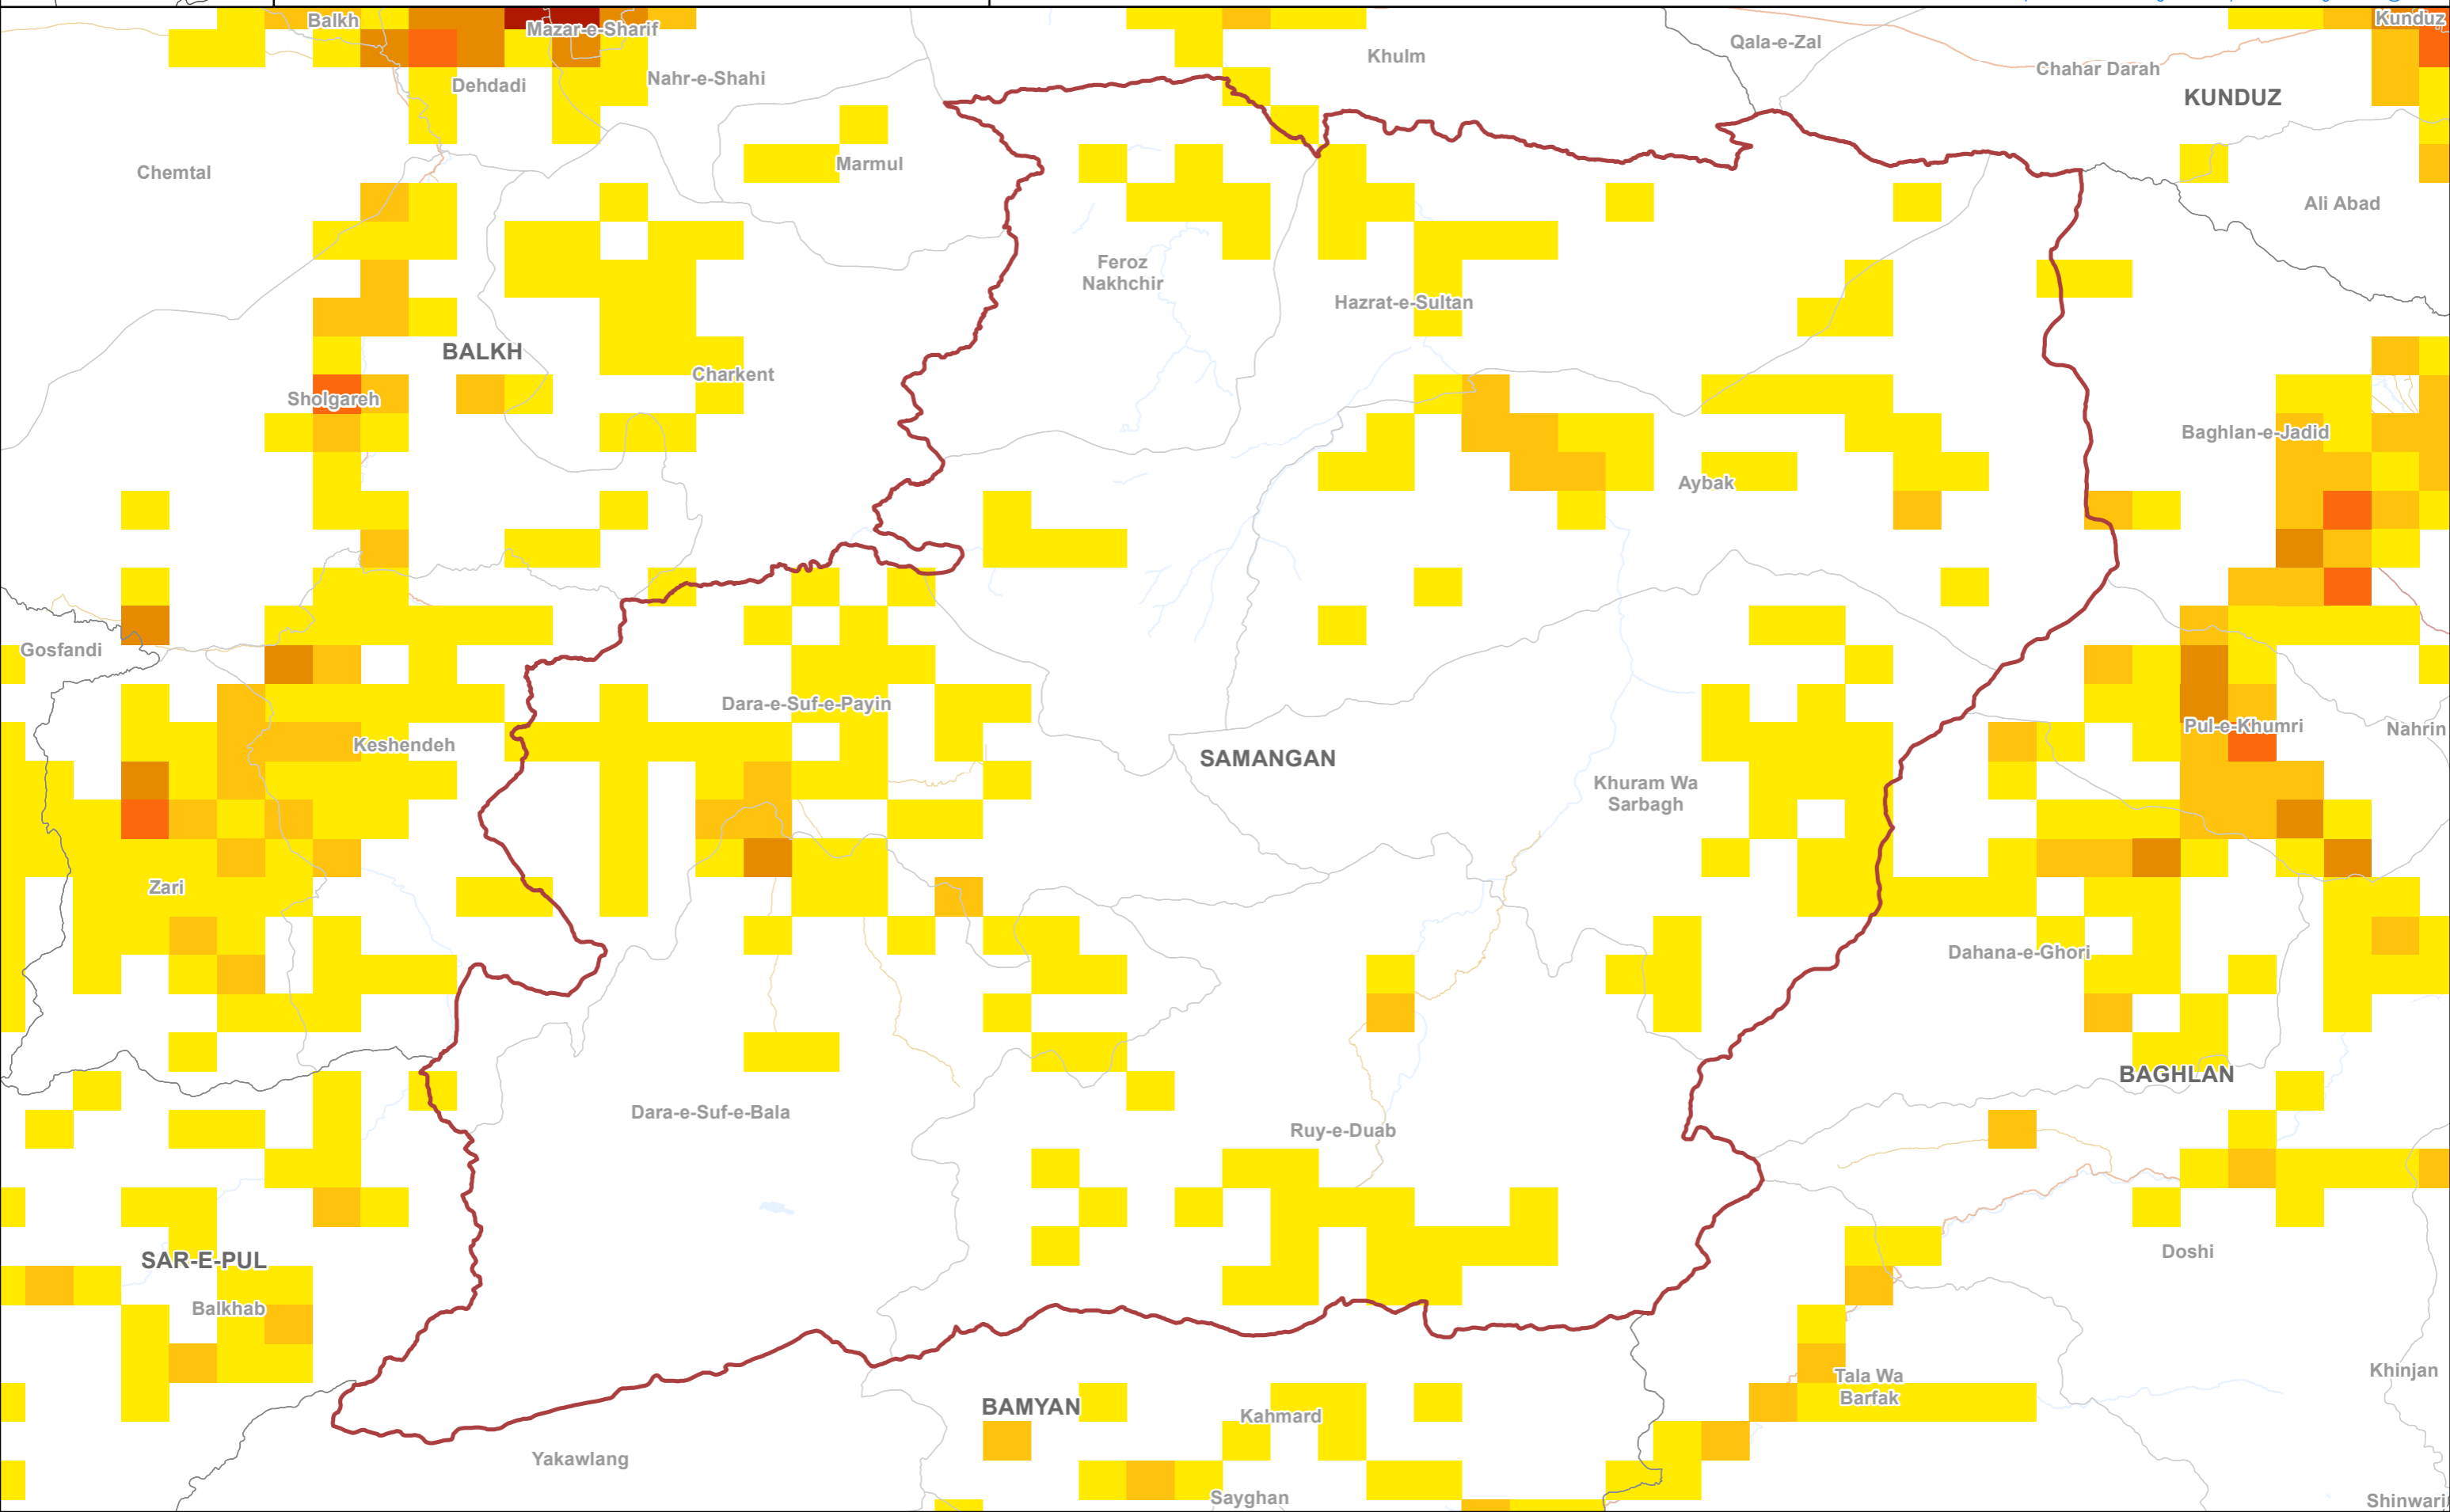 Balkh
Mazar-e-Sharif
Kunduz
Khulm
Qala-e-Zal
Chahar Darah
Nahr-e-Shahi
Dehdadi
KUNDUZ
Marmul
Chemtal
Ali Abad
Feroz
Nakhchir
Hazrat-e-Sultan
BALKH
Charkent
Sholgareh
Baghlan-e-Jadid
Aybak
Gosfandi
Dara-e-Suf-e-Payin
Pul-e-Khumri
Nahrin
Keshendeh
SAMANGAN
Khuram Wa
Sarbagh
Zari
Dahana-e-Ghori
BAGHLAN
Dara-e-Suf-e-Bala
Ruy-e-Duab
Doshi
SAR-E-PUL
Balkhab
Khinjan
Tala Wa
Barfak
BAMYAN
Kahmard
Yakawlang
Sayghan